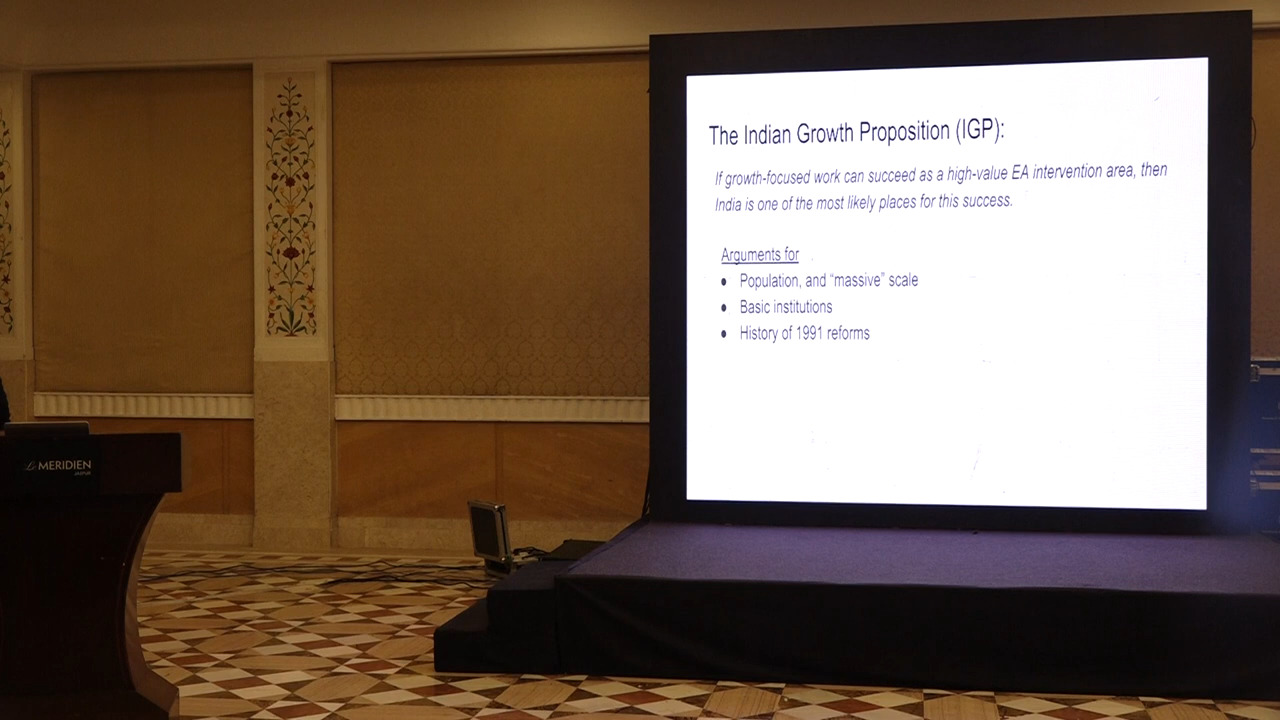 Le MERIDIEN
JAIPUR
The Indian Growth Proposition (IGP):
If growth-focused work can succeed as a high-value EA intervention area, then
India is one of the most likely places for this success.
Arguments for
• Population, and “massive” scale
• Basic institutions
• History of 1991 reforms